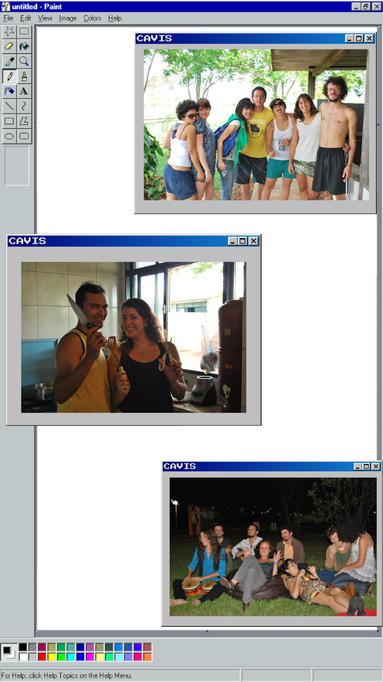 untitled - Paint
File Edit View Image Colors Help
CAVIS
A
CAVIS
CAVIS
For Help, click Help Topics on the Help Menu.